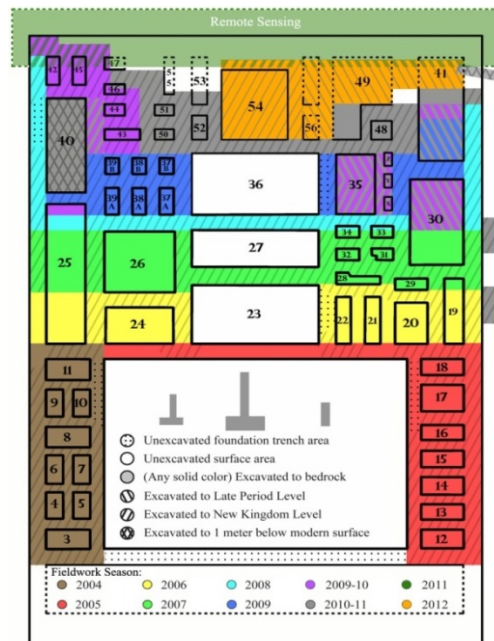 Remote Sensing
42 45 47 53 49 41
46 54
44 51 56
40 43 50 52 48
39 B 38 B 37 B 36 35
39 A 38 A 37 A 30
34 33
25 26 27 32 31
28 29
24 23 22 21 20 19
11 18
9 10 17
8 16
6 7 15
4 5 14
13
3 12
Unexcavated foundation trench area
Unexcavated surface area
(Any solid color) Excavated to bedrock
Excavated to Late Period Level
Excavated to New Kingdom Level
Excavated to 1 meter below modern surface
Fieldwork Season:
2004 2006 2008 2009-10 2011
2005 2007 2009 2010-11 2012